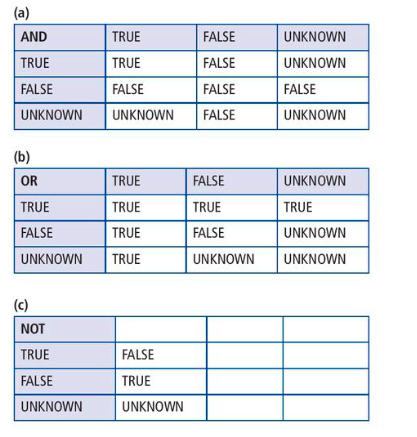 (a)
AND TRUE FALSE UNKNOWN
TRUE TRUE FALSE UNKNOWN
FALSE FALSE FALSE FALSE
UNKNOWN UNKNOWN FALSE UNKNOWN
(b)
OR TRUE FALSE UNKNOWN
TRUE TRUE TRUE TRUE
FALSE TRUE FALSE UNKNOWN
UNKNOWN TRUE UNKNOWN UNKNOWN
(c)
NOT
TRUE FALSE
FALSE TRUE
UNKNOWN UNKNOWN